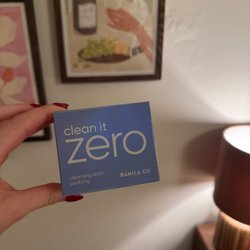 clean it
zero
cleansing balm
purifying
BANILA CO